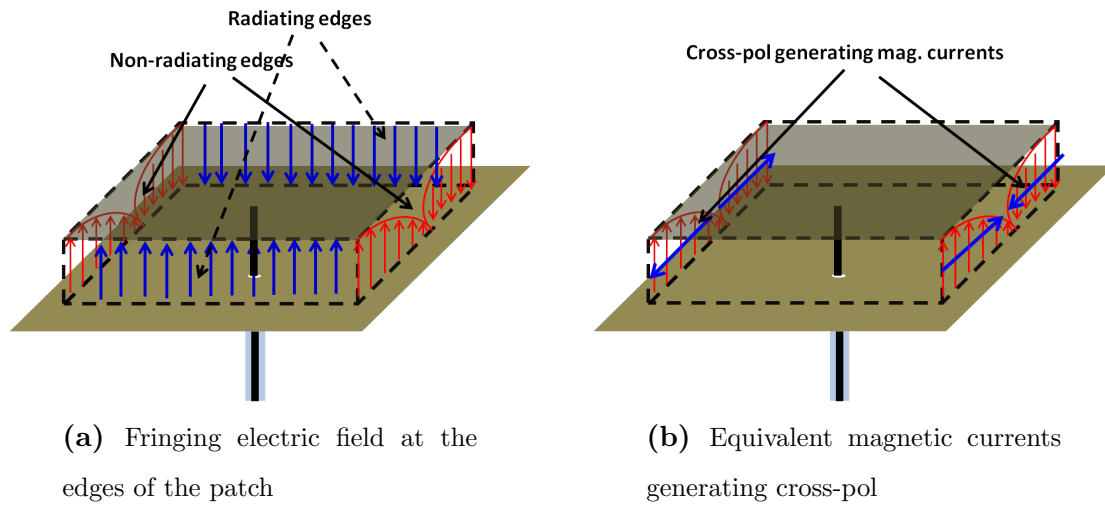 Radiating edges
Non-radiating edges
Cross-pol generating mag. currents
(a) Fringing electric field at the
edges of the patch
(b) Equivalent magnetic currents
generating cross-pol